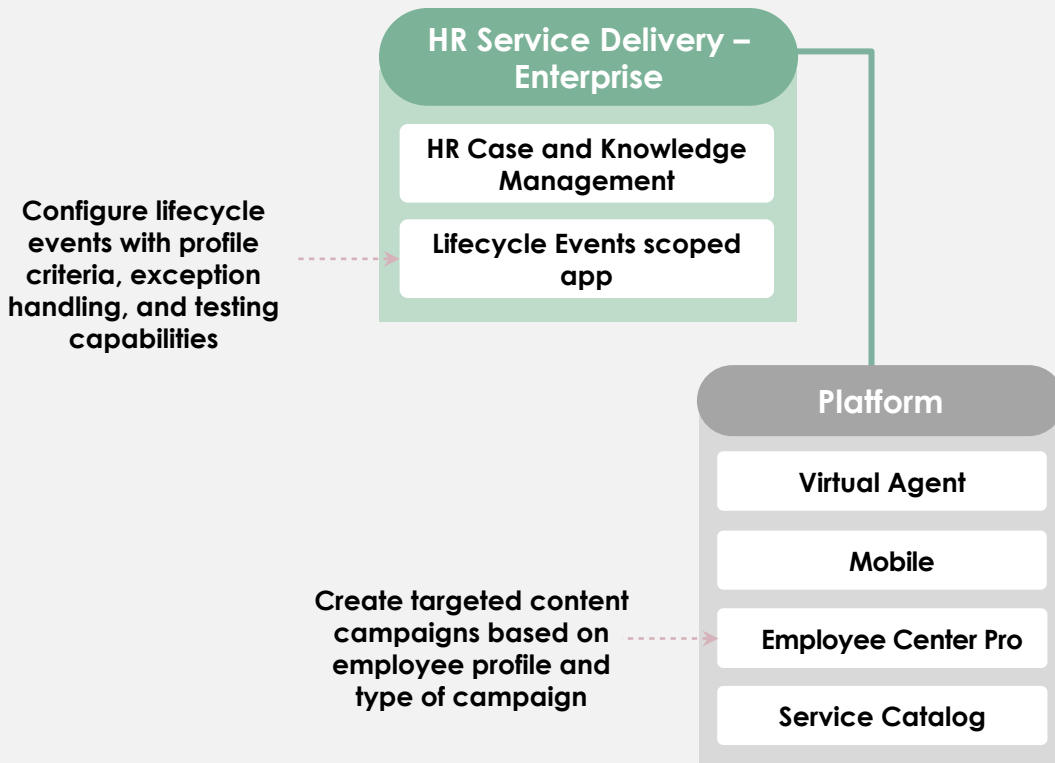 HR Service Delivery –
Enterprise
HR Case and Knowledge
Management
Configure lifecycle
events with profile
criteria, exception
handling, and testing
capabilities
Lifecycle Events scoped
app
Platform
Virtual Agent
Mobile
Create targeted content
campaigns based on
employee profile and
type of campaign
Employee Center Pro
Service Catalog